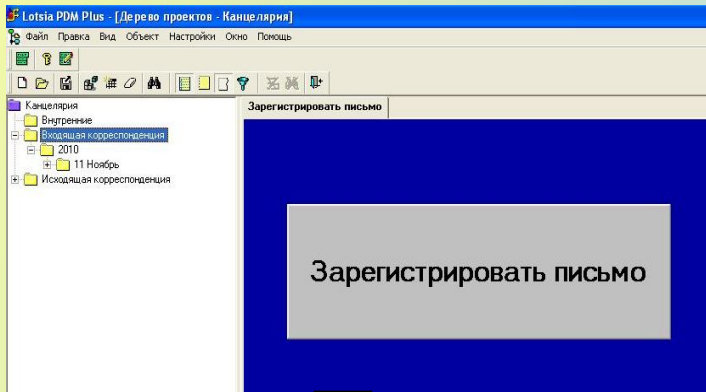 Lotsia PDM Plus - [Дерево проектов - Канцелярия]
Файл Правка Вид Объект Настройки Окно Помощь
Канцелярия
Внутренние
Входящая корреспонденция
2010
11 Ноябрь
Исходящая корреспонденция
Зарегистрировать письмо
Зарегистрировать письмо